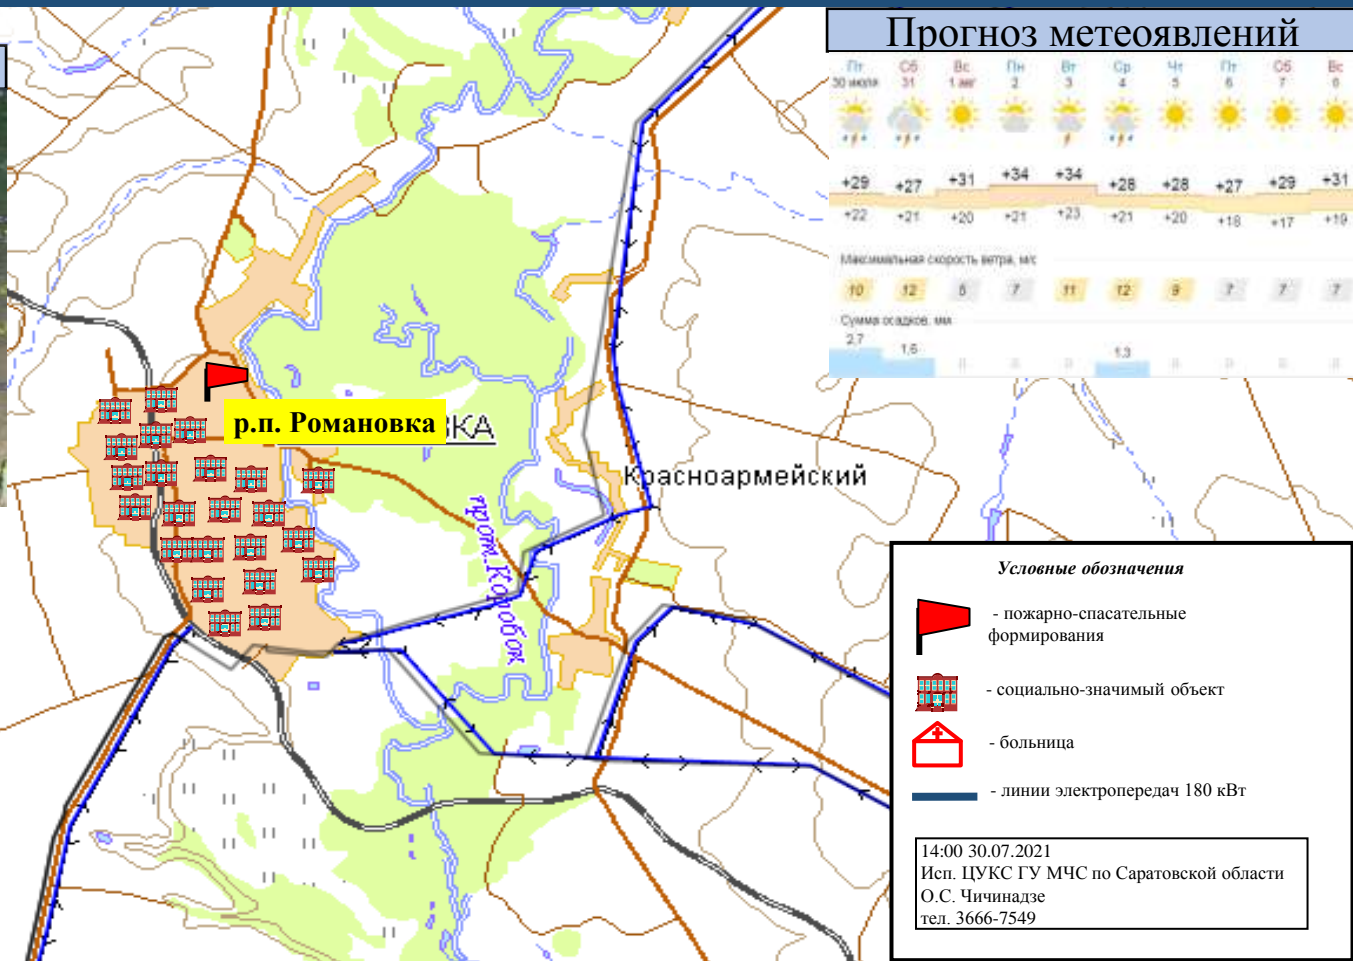 Прогноз метеоявлений
Пт Сб Вс Пн Вт Ср Чт Пт Сб Вс
30 июля 31 1 авг 2 3 4 5 6 7 8
+29 +27 +31 +34 +34 +28 +28 +27 +29 +31
+22 +21 +20 +21 +23 +21 +20 +18 +17 +19
Максимальная скорость ветра, м/с
10 12 7 11 12 9 7 7 7
Сумма осадков, мм
2,7 1,6 1,3
р.п. Романовка
ВКА
Красноармейский
прот. Коробок
Условные обозначения
- пожарно-спасательные
формирования
- социально-значимый объект
- больница
- линии электропередач 180 кВт
14:00 30.07.2021
Исп. ЦУКС ГУ МЧС по Саратовской области
О.С. Чичинадзе
тел. 3666-7549